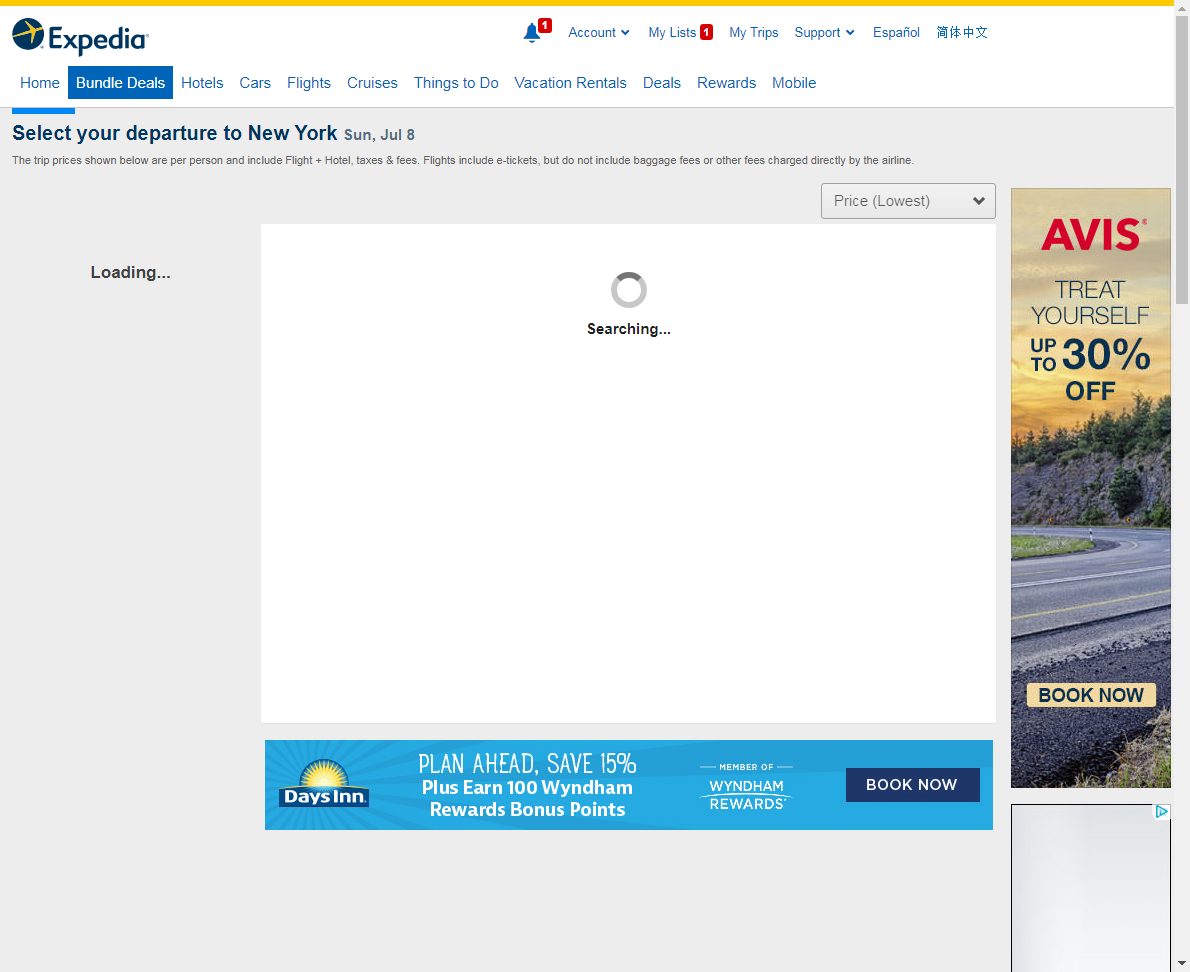 Expedia
1
Account
My Lists 1
My Trips
Support
Español
简体中文
Home
Bundle Deals
Hotels
Cars
Flights
Cruises
Things to Do
Vacation Rentals
Deals
Rewards
Mobile
Select your departure to New York Sun, Jul 8
The trip prices shown below are per person and include Flight + Hotel, taxes & fees. Flights include e-tickets, but do not include baggage fees or other fees charged directly by the airline.
Price (Lowest)
Loading...
Searching...
AVIS®
TREAT
YOURSELF
UP TO 30%
OFF
BOOK NOW
Days Inn.
PLAN AHEAD, SAVE 15%
Plus Earn 100 Wyndham
Rewards Bonus Points
MEMBER OF
WYNDHAM
REWARDS®
BOOK NOW